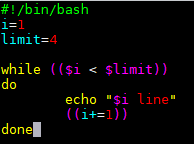 #!/bin/bash
i=1
limit=4

while (($i < $limit))
do
        echo "$i line"
        ((i+=1))
done